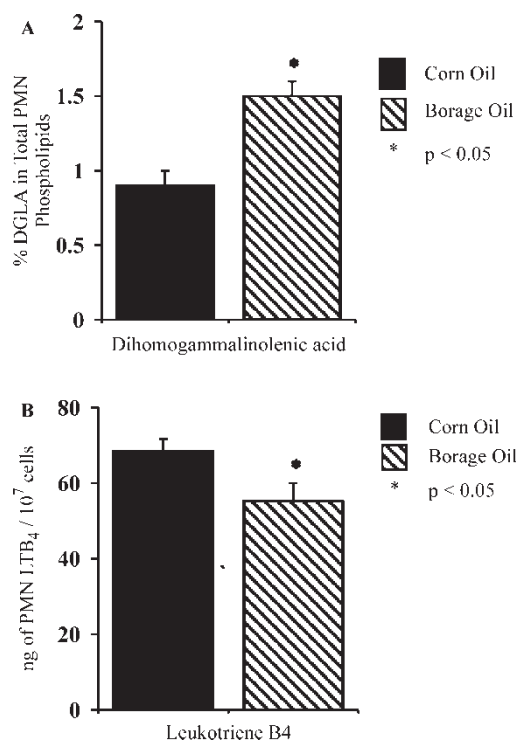 A
% DGLA in Total PMN
Phospholipids
2
1.5
1
0.5
0
Dihomogammalinolenic acid
Corn Oil
Borage Oil
* p < 0.05
B
ng of PMN LTB4 / 10^7 cells
80
60
40
20
0
Leukotriene B4
Corn Oil
Borage Oil
* p < 0.05